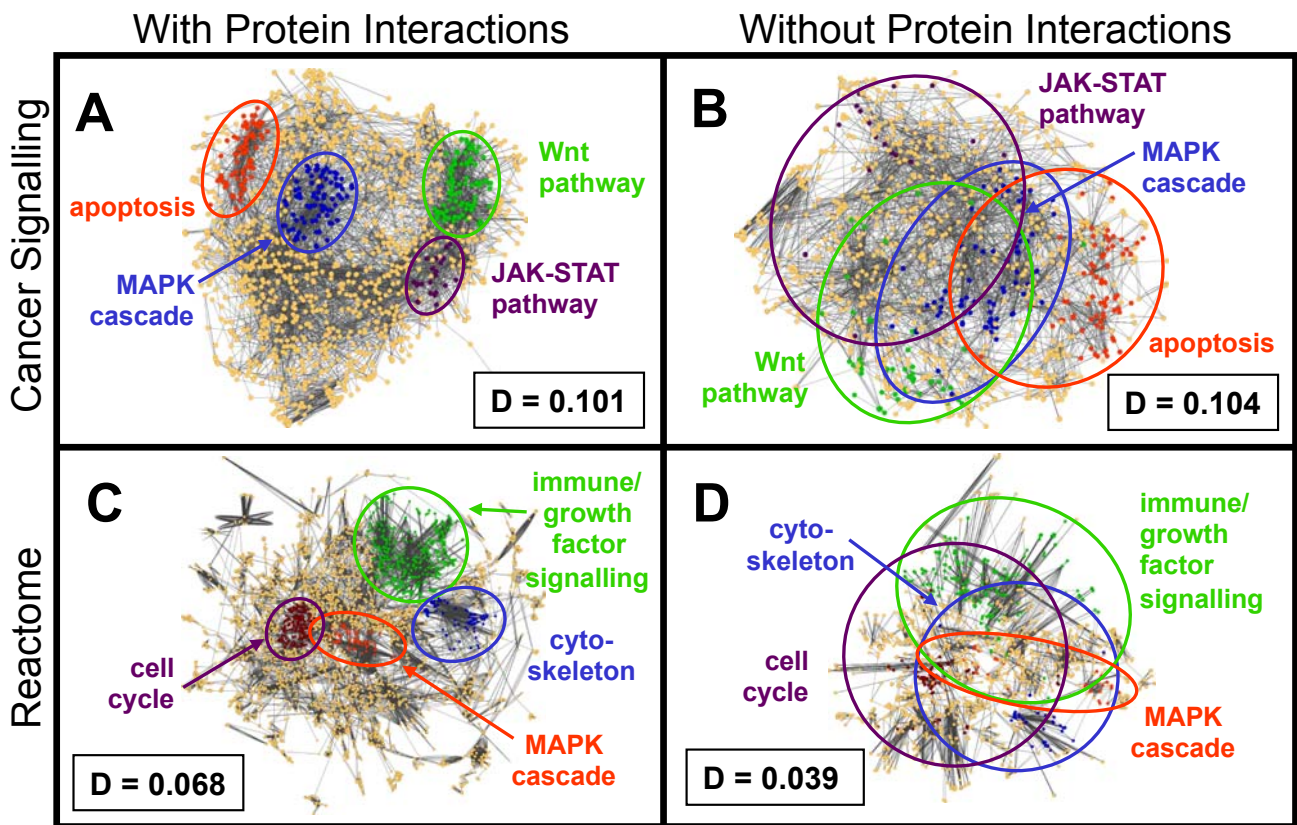 With Protein Interactions
Without Protein Interactions
Cancer Signalling
A
apoptosis
MAPK
cascade
Wnt
pathway
JAK-STAT
pathway
D = 0.101
B
JAK-STAT
pathway
MAPK
cascade
Wnt
pathway
apoptosis
D = 0.104
Reactome
C
immune/
growth
factor
signalling
cyto-
skeleton
cell
cycle
MAPK
cascade
D = 0.068
D
cyto-
skeleton
immune/
growth
factor
signalling
cell
cycle
MAPK
cascade
D = 0.039